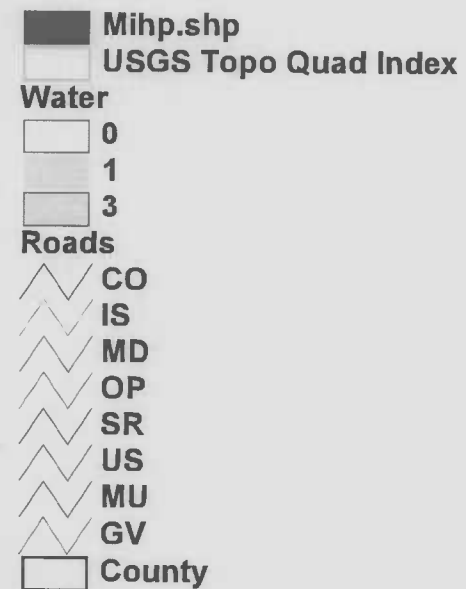 Mihp.shp
USGS Topo Quad Index
Water
0
1
3
Roads
CO
IS
MD
OP
SR
US
MU
GV
County